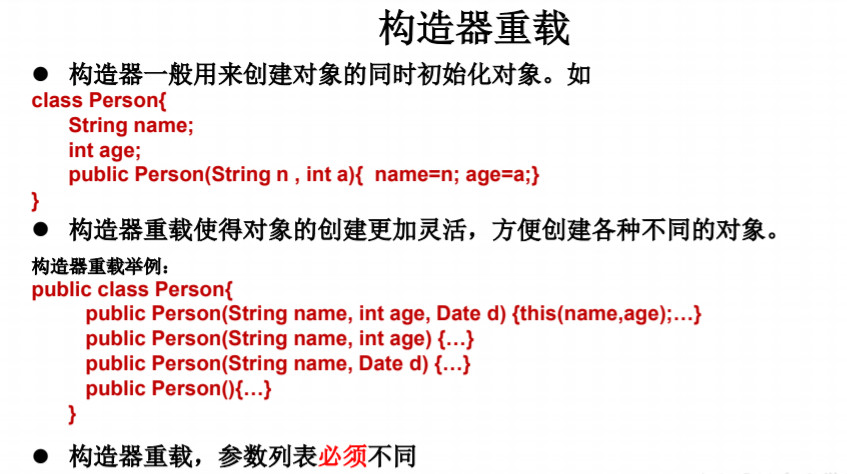 构造器重载
● 构造器一般用来创建对象的同时初始化对象。如
class Person{
String name;
int age;
public Person(String n , int a){ name=n; age=a;}
}
● 构造器重载使得对象的创建更加灵活，方便创建各种不同的对象。
构造器重载举例：
public class Person{
public Person(String name, int age, Date d) {this(name,age);…}
public Person(String name, int age) {…}
public Person(String name, Date d) {…}
public Person(){…}
}
● 构造器重载，参数列表必须不同